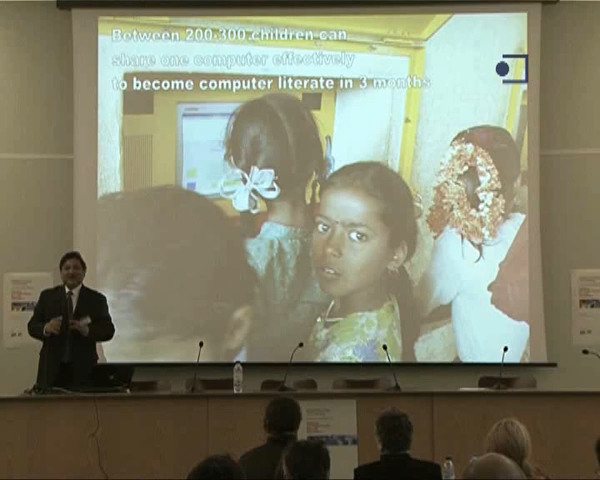 Between 200-300 children can
share one computer effectively
to become computer literate in 3 months